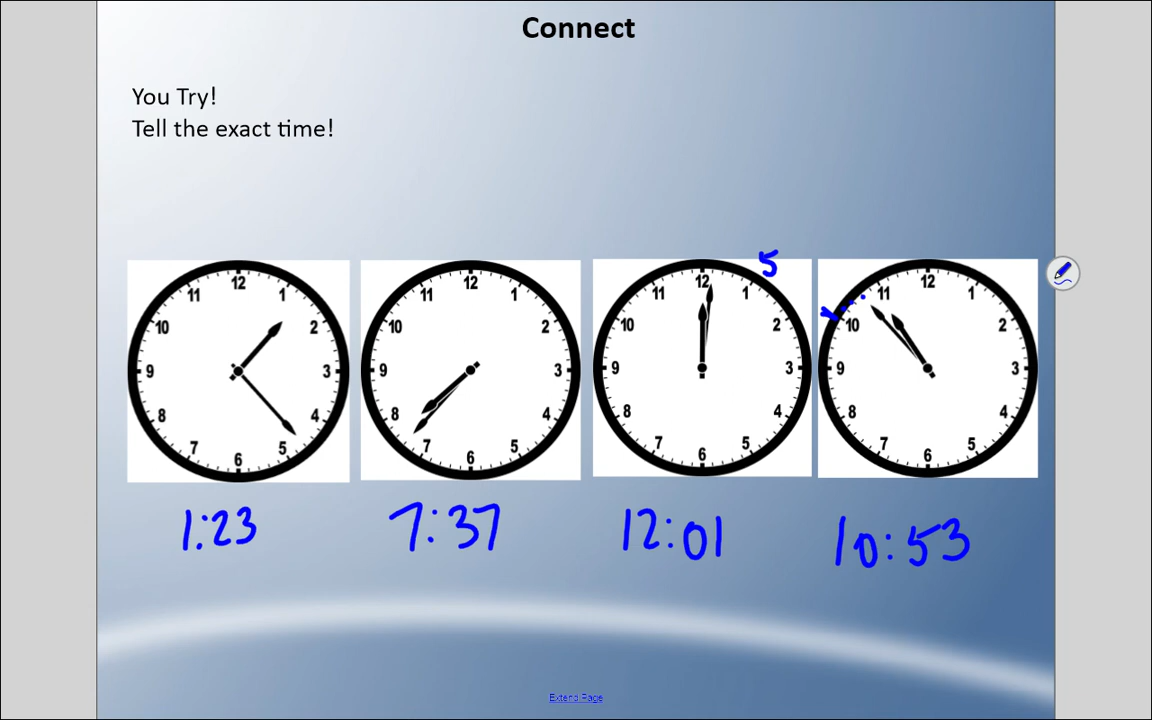 Connect
You Try!
Tell the exact time!
12 1 2 3 4 5 6 7 8 9 10 11
12 1 2 3 4 5 6 7 8 9 10 11
5
12 1 2 3 4 5 6 7 8 9 10 11
12 1 2 3 4 5 6 7 8 9 10 11
1:23
7:37
12:01
10:53
Extend Page